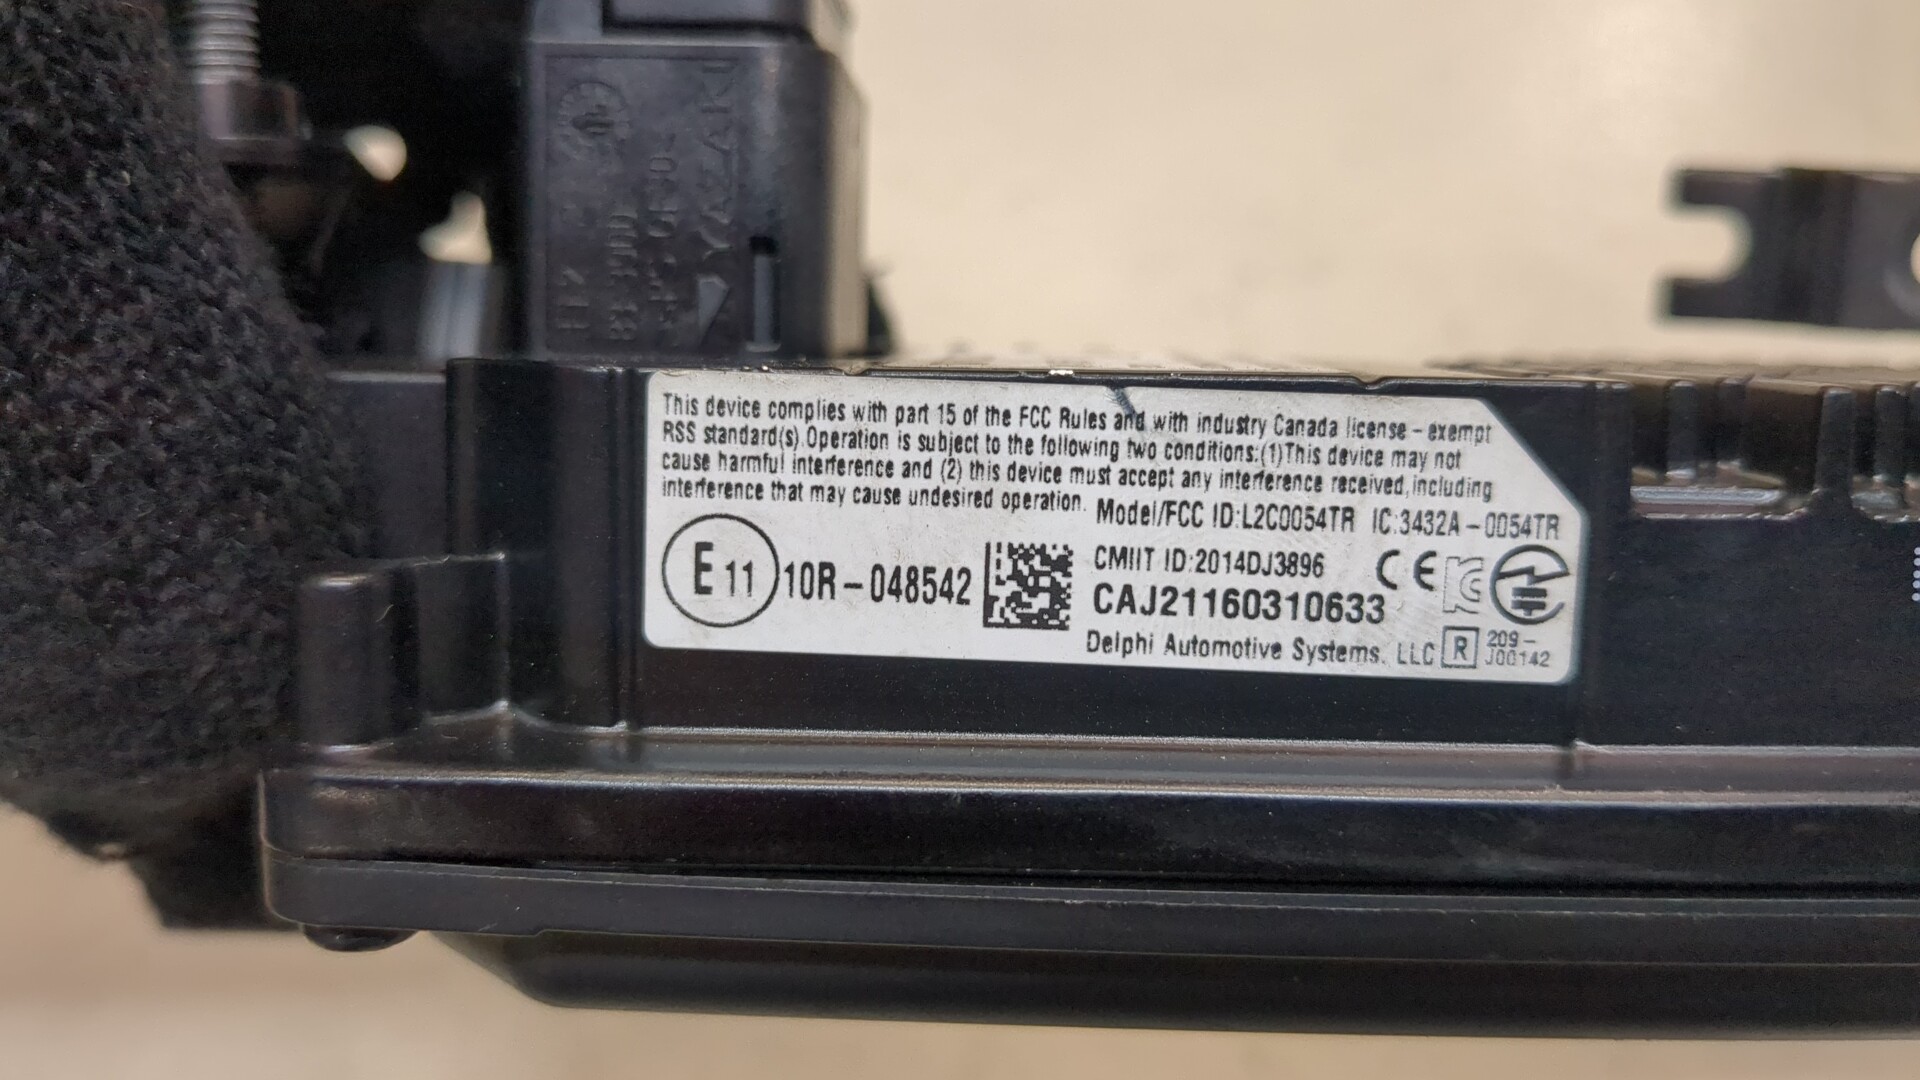 YAZAKI
This device complies with part 15 of the FCC Rules and with industry Canada license - exempt
RSS standard(s).Operation is subject to the following two conditions:(1)This device may not
cause harmful interference and (2) this device must accept any interference received,including
interference that may cause undesired operation. Model/FCC ID:L2C0054TR IC:3432A-0054TR
E11 10R-048542
CMIIT ID:2014DJ3896 CE KC
CAJ21160310633
Delphi Automotive Systems, LLC R 209-
J00142